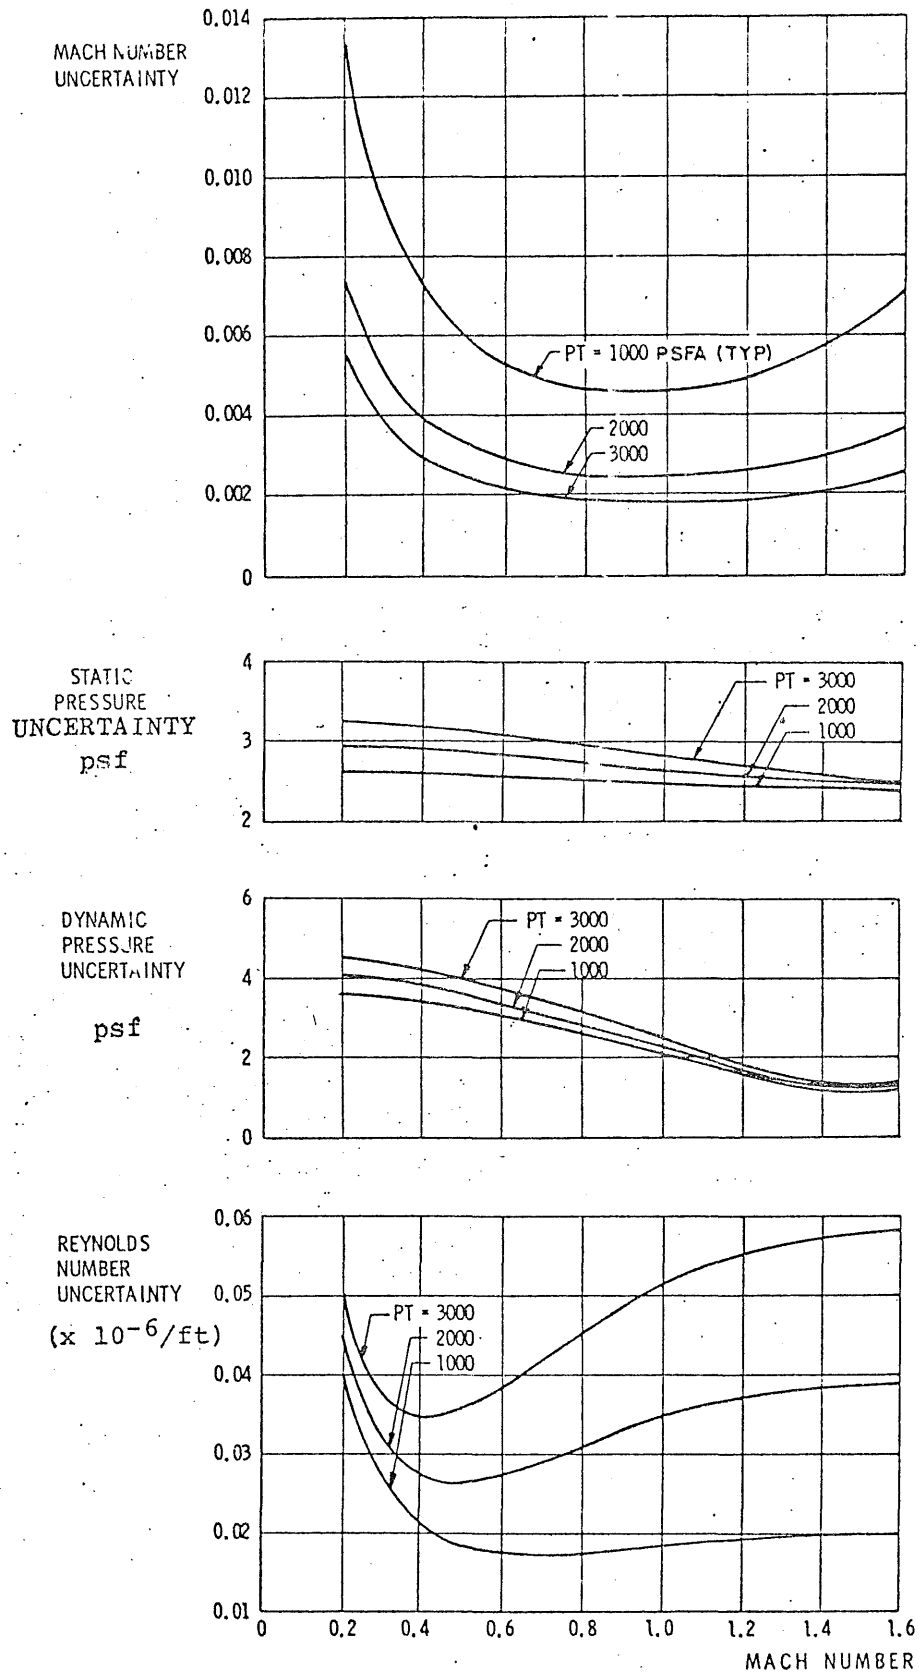 MACH NUMBER
UNCERTAINTY
0.014
0.012
0.010
0.008
0.006
0.004
0.002
0
PT = 1000 PSFA (TYP)
2000
3000
STATIC
PRESSURE
UNCERTAINTY
psf
4
3
2
PT = 3000
2000
1000
DYNAMIC
PRESSURE
UNCERTAINTY
psf
6
4
2
0
PT = 3000
2000
1000
REYNOLDS
NUMBER
UNCERTAINTY
(x 10⁻⁶/ft)
0.06
0.05
0.04
0.03
0.02
0.01
PT = 3000
2000
1000
0 0.2 0.4 0.6 0.8 1.0 1.2 1.4 1.6
MACH NUMBER